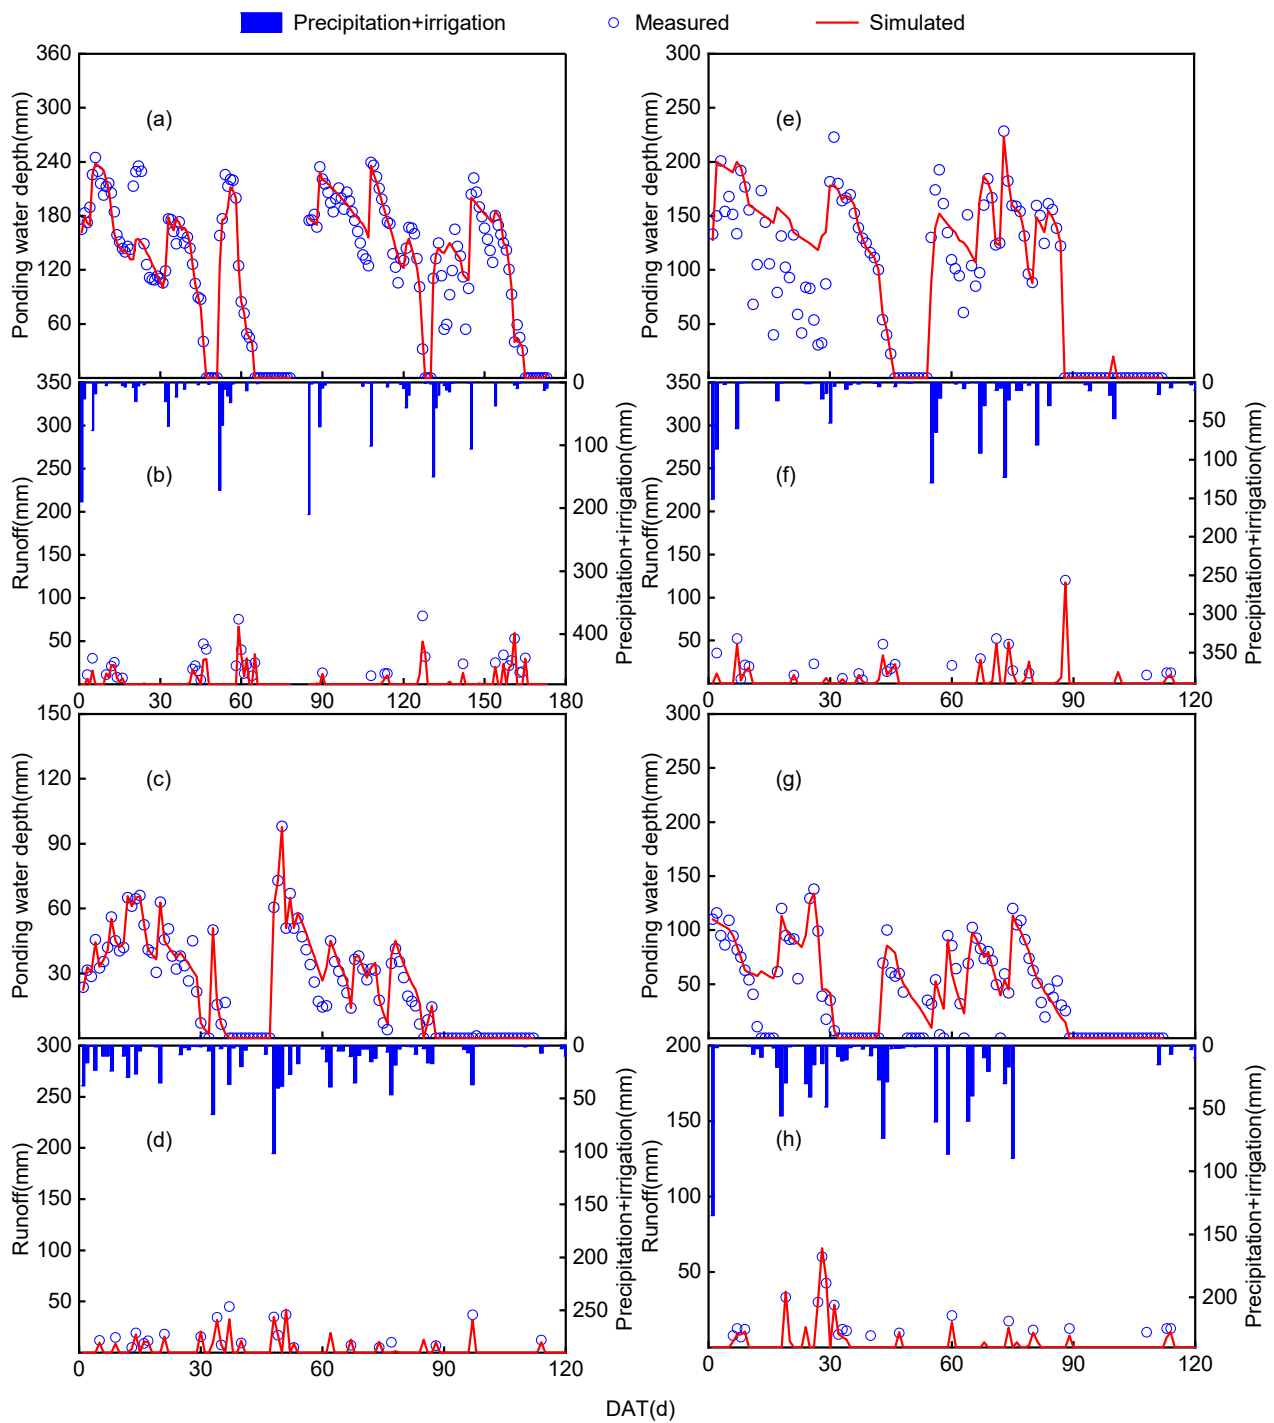 Precipitation+irrigation Measured Simulated
360
300
240
180
120
60
Ponding water depth(mm)
(a)
300
250
200
150
100
50
Ponding water depth(mm)
(e)
350
300
250
200
150
100
50
Runoff(mm)
(b)
0
100
200
300
400
Precipitation+irrigation(mm)
0 30 60 90 120 150 180
350
300
250
200
150
100
50
Runoff(mm)
(f)
0
50
100
150
200
250
300
350
Precipitation+irrigation(mm)
0 30 60 90 120
150
120
90
60
30
Ponding water depth(mm)
(c)
300
250
200
150
100
50
Ponding water depth(mm)
(g)
300
250
200
150
100
50
Runoff(mm)
(d)
0
50
100
150
200
250
Precipitation+irrigation(mm)
0 30 60 90 120
200
150
100
50
Runoff(mm)
(h)
0
50
100
150
200
Precipitation+irrigation(mm)
0 30 60 90 120
DAT(d)